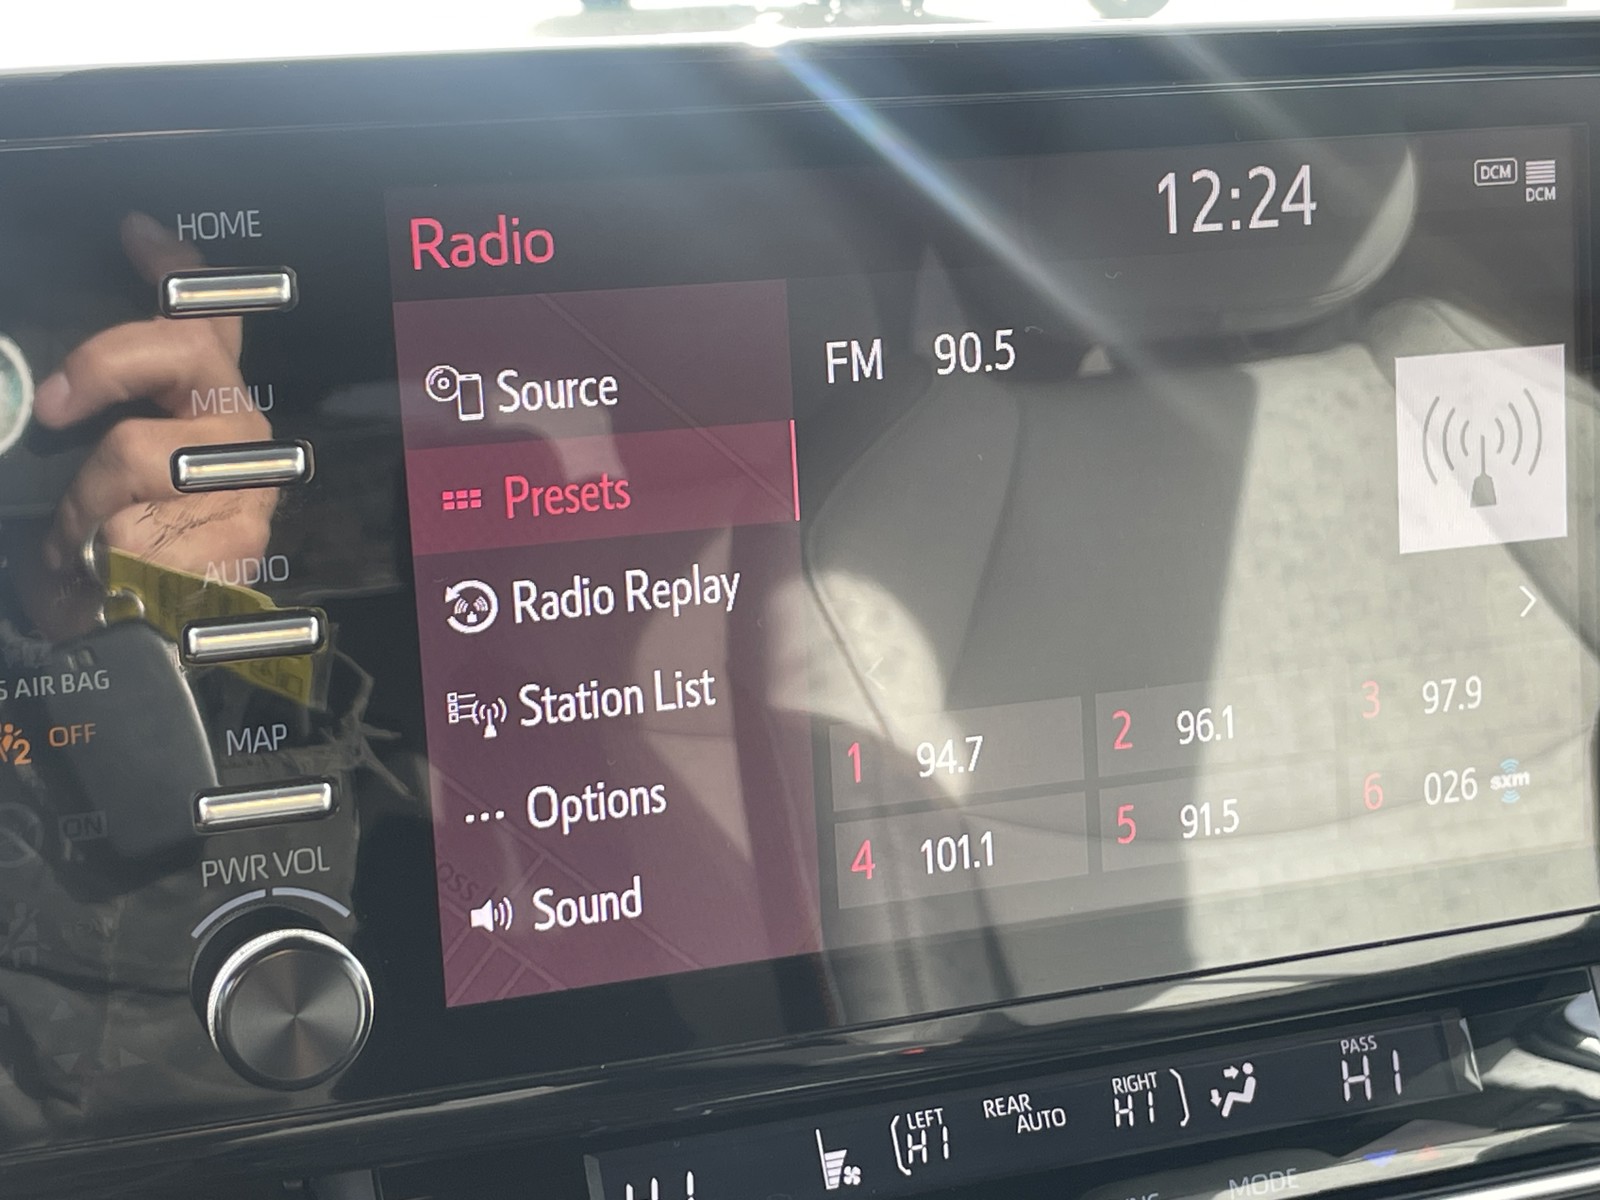 HOME
MENU
AUDIO
MAP
PWR VOL
AIR BAG
2 OFF
ON
Radio
12:24
DCM
DCM
Source
Presets
Radio Replay
Station List
Options
Sound
FM 90.5
1 94.7
2 96.1
3 97.9
4 101.1
5 91.5
6 026 sxm
LEFT
HI
REAR
AUTO
RIGHT
HI
PASS
HI
MODE